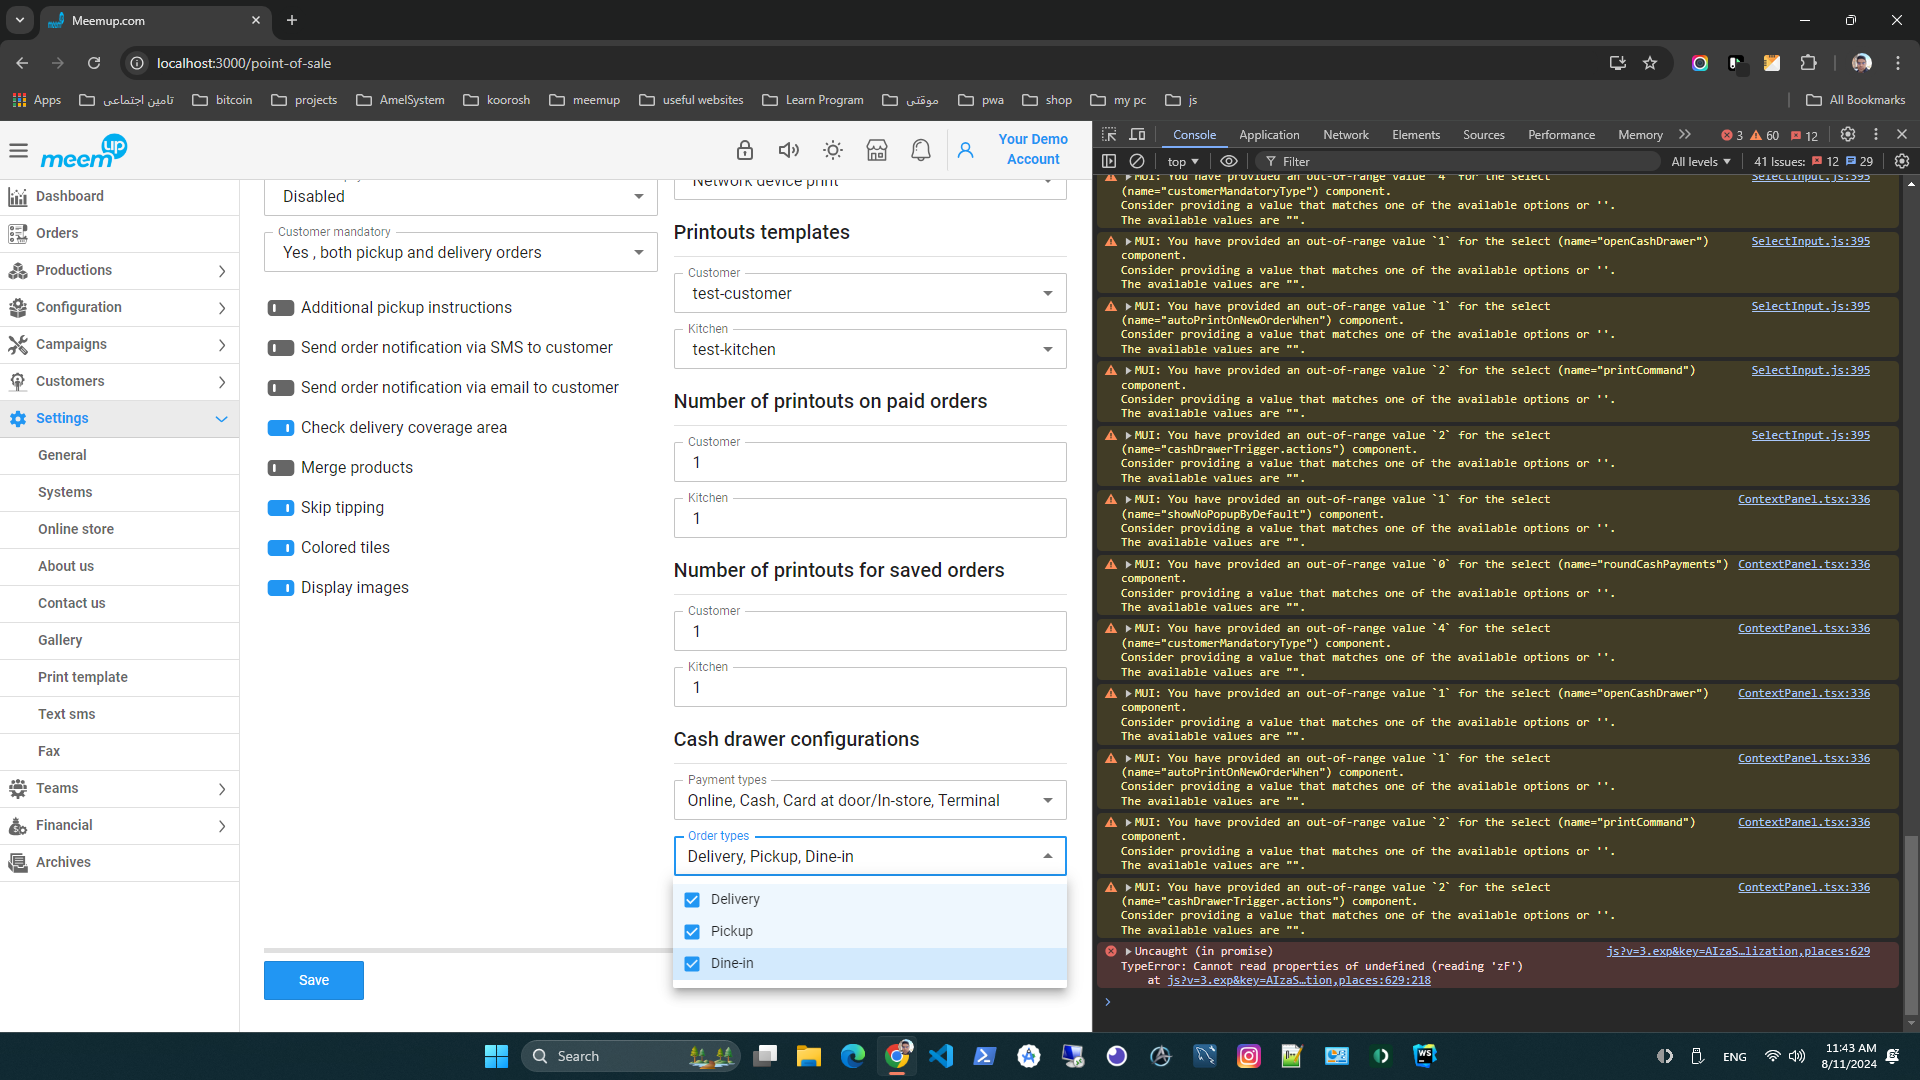 Meemup.com
localhost:3000/point-of-sale
Apps
تامین اجتماعی
bitcoin
projects
AmelSystem
koorosh
meemup
useful websites
Learn Program
موقتی
pwa
shop
my pc
js
All Bookmarks
meemup
Your Demo
Account
Dashboard
Orders
Productions
Configuration
Campaigns
Customers
Settings
General
Systems
Online store
About us
Contact us
Gallery
Print template
Text sms
Fax
Teams
Financial
Archives
Disabled
Customer mandatory
Yes , both pickup and delivery orders
Additional pickup instructions
Send order notification via SMS to customer
Send order notification via email to customer
Check delivery coverage area
Merge products
Skip tipping
Colored tiles
Display images
Save
Network device print
Printouts templates
Customer
test-customer
Kitchen
test-kitchen
Number of printouts on paid orders
Customer
1
Kitchen
1
Number of printouts for saved orders
Customer
1
Kitchen
1
Cash drawer configurations
Payment types
Online, Cash, Card at door/In-store, Terminal
Order types
Delivery, Pickup, Dine-in
Delivery
Pickup
Dine-in
Console Application Network Elements Sources Performance Memory 3 60 12
top Filter All levels 41 Issues: 12 29
MUI: You have provided an out-of-range value `4` for the select SelectInput.js:395
(name="customerMandatoryType") component.
Consider providing a value that matches one of the available options or ''.
The available values are "".
MUI: You have provided an out-of-range value `1` for the select (name="openCashDrawer") SelectInput.js:395
component.
Consider providing a value that matches one of the available options or ''.
The available values are "".
MUI: You have provided an out-of-range value `1` for the select SelectInput.js:395
(name="autoPrintOnNewOrderWhen") component.
Consider providing a value that matches one of the available options or ''.
The available values are "".
MUI: You have provided an out-of-range value `2` for the select (name="printCommand") SelectInput.js:395
component.
Consider providing a value that matches one of the available options or ''.
The available values are "".
MUI: You have provided an out-of-range value `2` for the select SelectInput.js:395
(name="cashDrawerTrigger.actions") component.
Consider providing a value that matches one of the available options or ''.
The available values are "".
MUI: You have provided an out-of-range value `1` for the select ContextPanel.tsx:336
(name="showNoPopupByDefault") component.
Consider providing a value that matches one of the available options or ''.
The available values are "".
MUI: You have provided an out-of-range value `0` for the select (name="roundCashPayments") ContextPanel.tsx:336
component.
Consider providing a value that matches one of the available options or ''.
The available values are "".
MUI: You have provided an out-of-range value `4` for the select ContextPanel.tsx:336
(name="customerMandatoryType") component.
Consider providing a value that matches one of the available options or ''.
The available values are "".
MUI: You have provided an out-of-range value `1` for the select (name="openCashDrawer") ContextPanel.tsx:336
component.
Consider providing a value that matches one of the available options or ''.
The available values are "".
MUI: You have provided an out-of-range value `1` for the select ContextPanel.tsx:336
(name="autoPrintOnNewOrderWhen") component.
Consider providing a value that matches one of the available options or ''.
The available values are "".
MUI: You have provided an out-of-range value `2` for the select (name="printCommand") ContextPanel.tsx:336
component.
Consider providing a value that matches one of the available options or ''.
The available values are "".
MUI: You have provided an out-of-range value `2` for the select ContextPanel.tsx:336
(name="cashDrawerTrigger.actions") component.
Consider providing a value that matches one of the available options or ''.
The available values are "".
Uncaught (in promise) js?v=3.exp&key=AIzaS…lization,places:629
TypeError: Cannot read properties of undefined (reading 'zF')
at js?v=3.exp&key=AIzaS…tion,places:629:218
Search
ENG
11:43 AM
8/11/2024